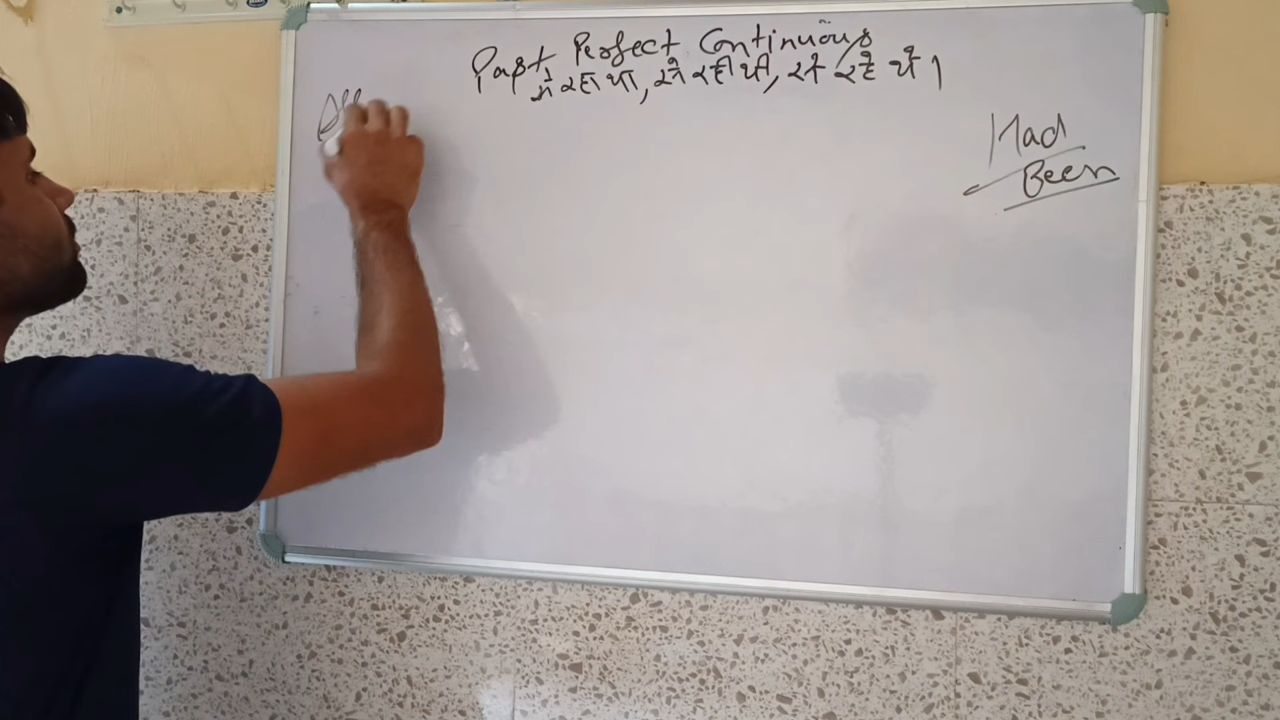 Past Perfect Continuous
से रहा था, से रही थी, से रहे थे।
Had
Been